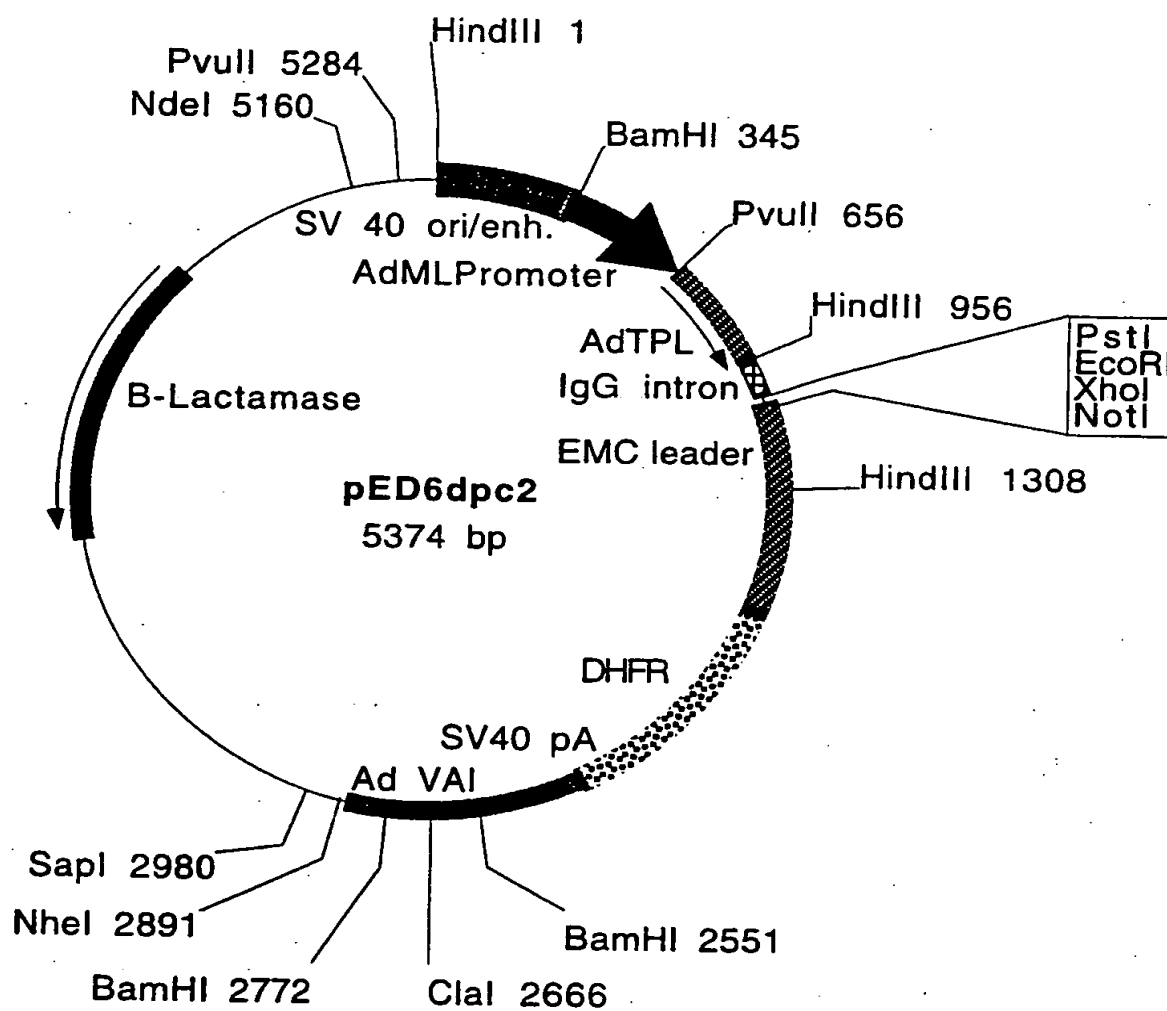 HindIII 1
PvuII 5284
NdeI 5160
BamHI 345
PvuII 656
SV 40 ori/enh.
AdMLPromoter
HindIII 956
AdTPL
IgG intron
PstI
EcoRI
XhoI
NotI
B-Lactamase
EMC leader
HindIII 1308
pED6dpc2
5374 bp
DHFR
SV40 pA
Ad VAI
SapI 2980
NheI 2891
BamHI 2551
BamHI 2772
ClaI 2666